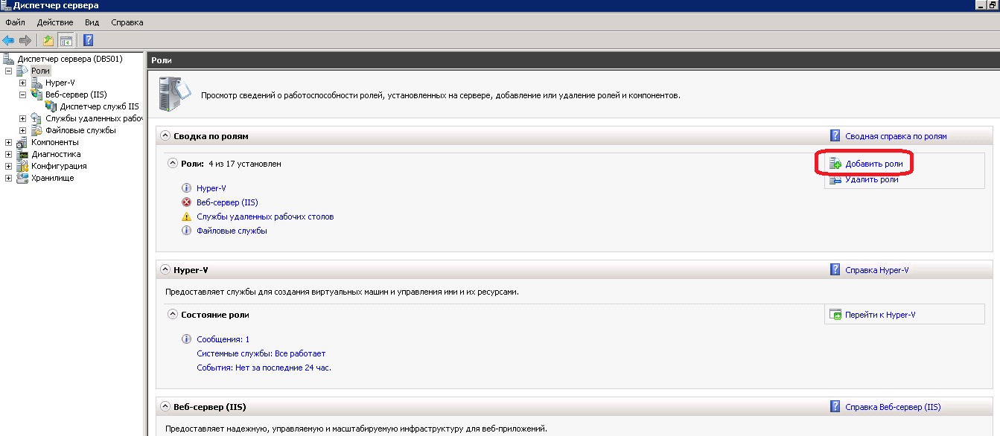 Диспетчер сервера
Файл Действие Вид Справка
Диспетчер сервера (DBS01)
Роли
Hyper-V
Веб-сервер (IIS)
Диспетчер служб IIS
Службы удаленных рабоч
Файловые службы
Компоненты
Диагностика
Конфигурация
Хранилище
Роли
Просмотр сведений о работоспособности ролей, установленных на сервере, добавление или удаление ролей и компонентов.
Сводка по ролям
Сводная справка по ролям
Роли: 4 из 17 установлен
Добавить роли
Удалить роли
Hyper-V
Веб-сервер (IIS)
Службы удаленных рабочих столов
Файловые службы
Hyper-V
Справка Hyper-V
Предоставляет службы для создания виртуальных машин и управления ими и их ресурсами.
Состояние роли
Перейти к Hyper-V
Сообщения: 1
Системные службы: Все работает
События: Нет за последние 24 час.
Веб-сервер (IIS)
Справка Веб-сервер (IIS)
Предоставляет надежную, управляемую и масштабируемую инфраструктуру для веб-приложений.